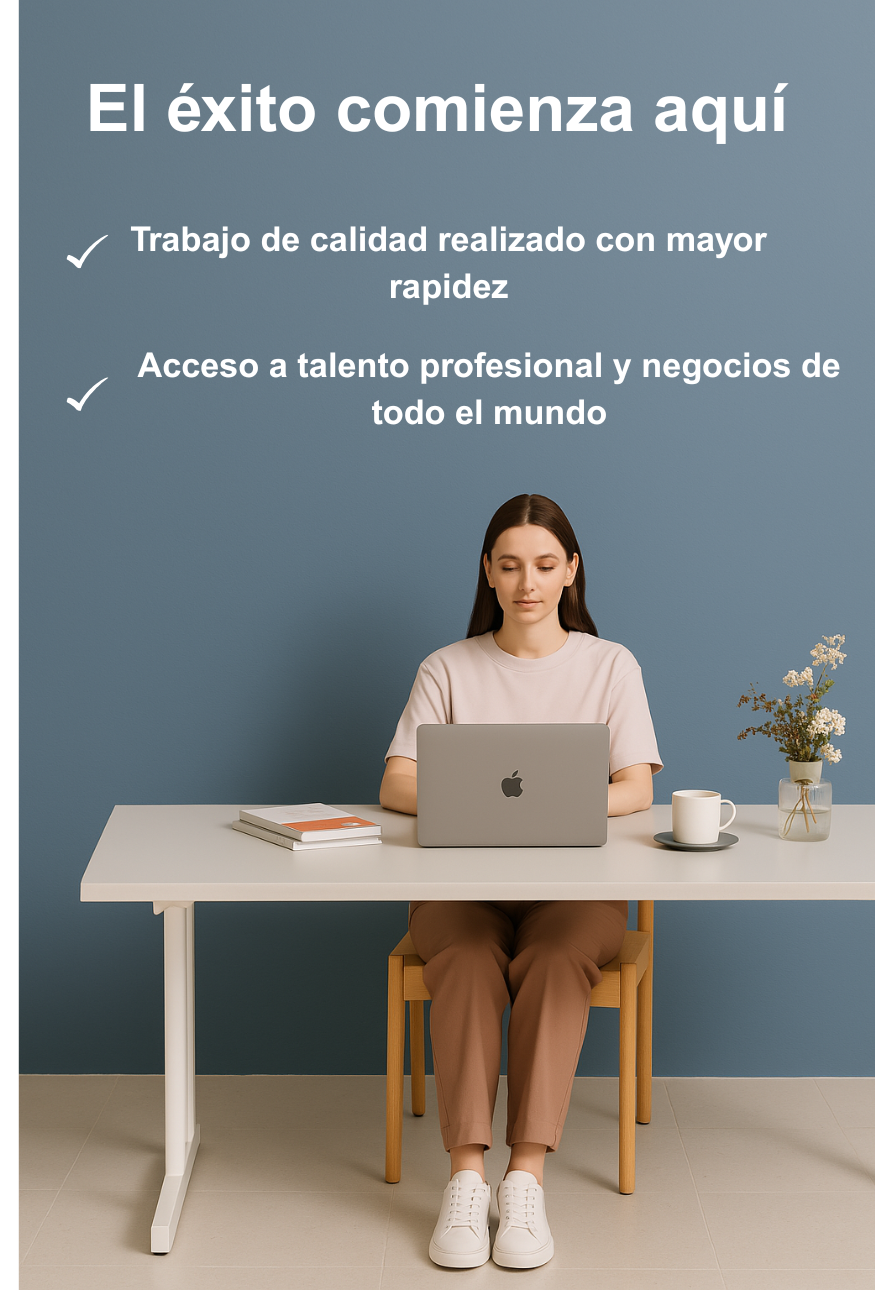 El éxito comienza aquí
Trabajo de calidad realizado con mayor
rapidez
Acceso a talento profesional y negocios de
todo el mundo